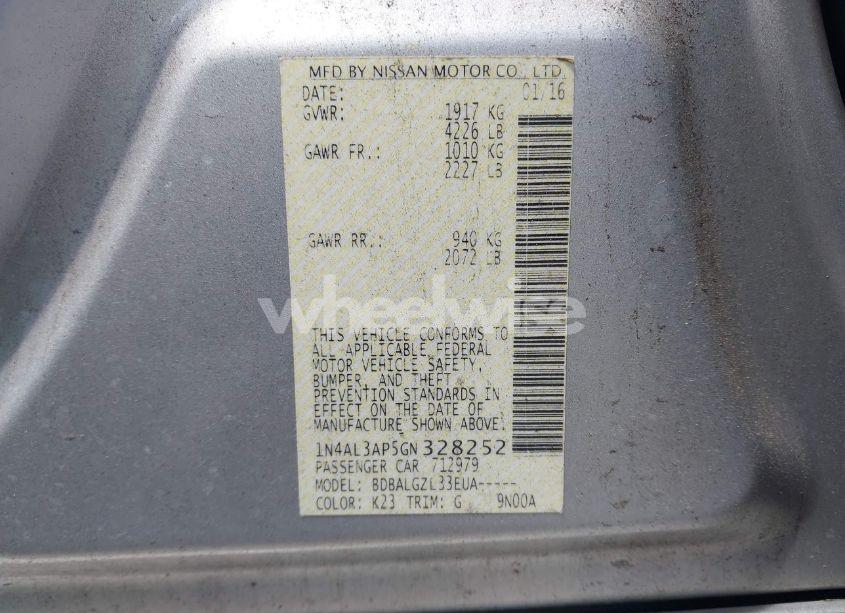 MFD BY NISSAN MOTOR CO., LTD.
DATE: 01/16
GVWR: 1917 KG
4226 LB
GAWR FR.: 1010 KG
2227 LB
GAWR RR.: 940 KG
2072 LB
wheelwise
THIS VEHICLE CONFORMS TO
ALL APPLICABLE FEDERAL
MOTOR VEHICLE SAFETY,
BUMPER, AND THEFT
PREVENTION STANDARDS IN
EFFECT ON THE DATE OF
MANUFACTURE SHOWN ABOVE.
1N4AL3AP5GN328252
PASSENGER CAR 712979
MODEL: BDBALGZL33EUA-----
COLOR: K23 TRIM: G 9N00A